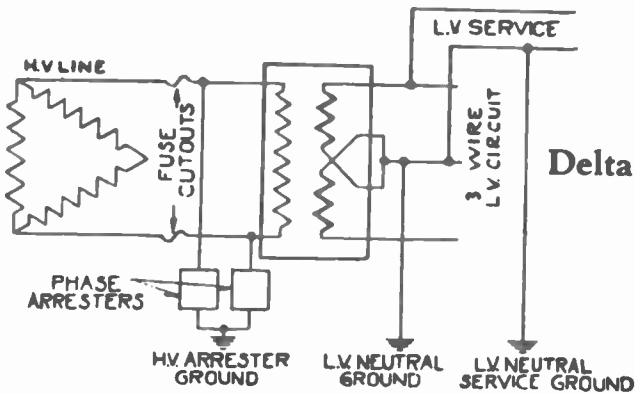 L.V SERVICE
H.V LINE
FUSE
CUTOUTS
3 WIRE
L.V. CIRCUIT
Delta
PHASE
ARRESTERS
H.V. ARRESTER
GROUND
L.V. NEUTRAL
GROUND
L.V. NEUTRAL
SERVICE GROUND